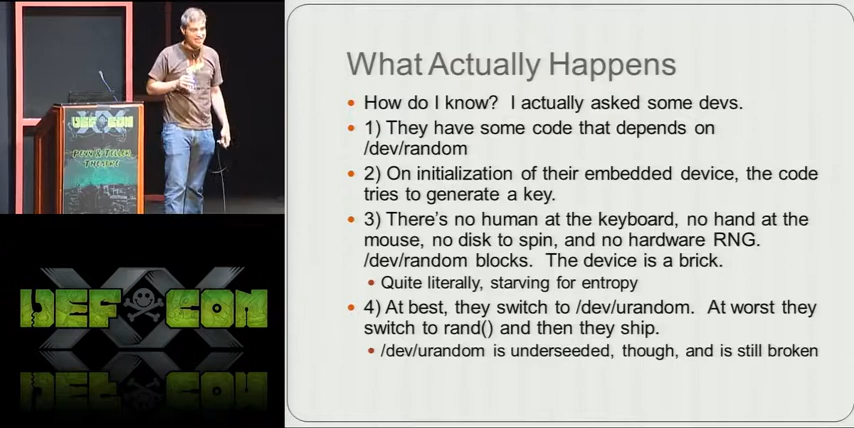 DEF CON
XX
PENN & TELLER
THEATRE
DEF CON
What Actually Happens
• How do I know?  I actually asked some devs.
• 1) They have some code that depends on
/dev/random
• 2) On initialization of their embedded device, the code
tries to generate a key.
• 3) There's no human at the keyboard, no hand at the
mouse, no disk to spin, and no hardware RNG.
/dev/random blocks.  The device is a brick.
• Quite literally, starving for entropy
• 4) At best, they switch to /dev/urandom.  At worst they
switch to rand() and then they ship.
• /dev/urandom is underseeded, though, and is still broken